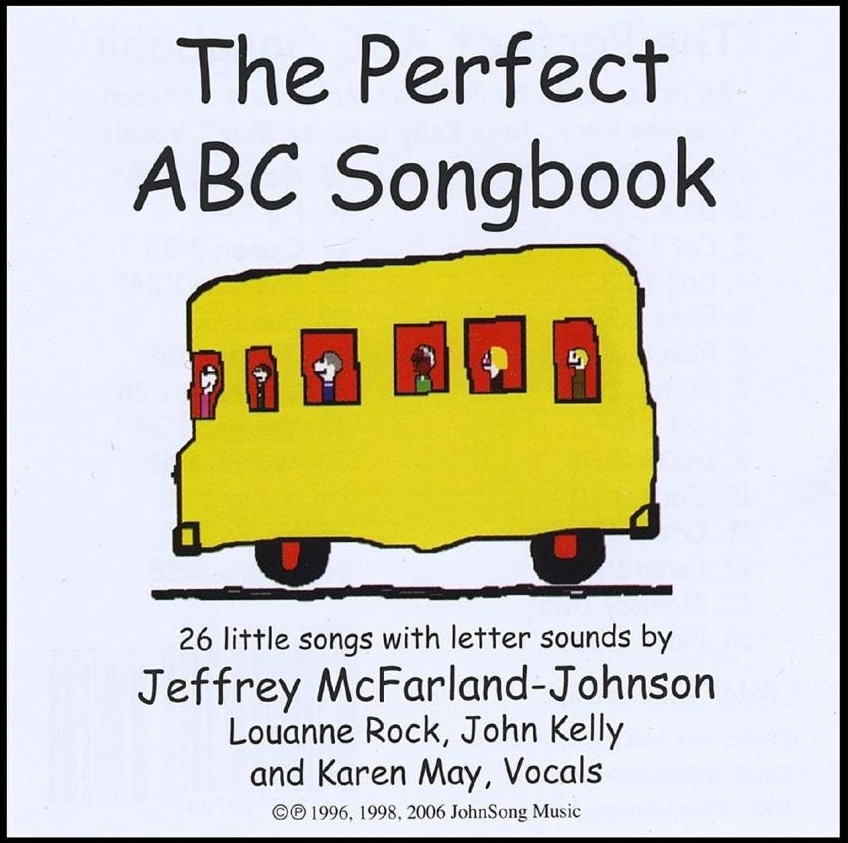 The Perfect
ABC Songbook
26 little songs with letter sounds by
Jeffrey McFarland-Johnson
Louanne Rock, John Kelly
and Karen May, Vocals
©℗ 1996, 1998, 2006 JohnSong Music